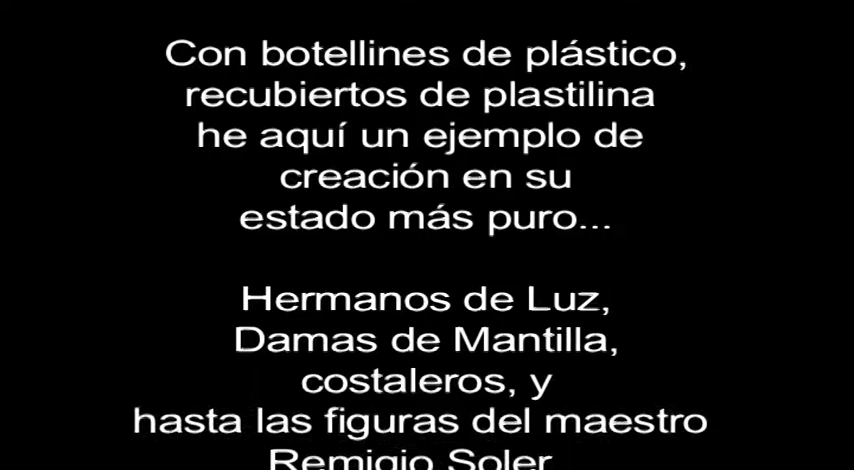 Con botellines de plástico,
recubiertos de plastilina
he aquí un ejemplo de
creación en su
estado más puro...
Hermanos de Luz,
Damas de Mantilla,
costaleros, y
hasta las figuras del maestro
Remigio Soler